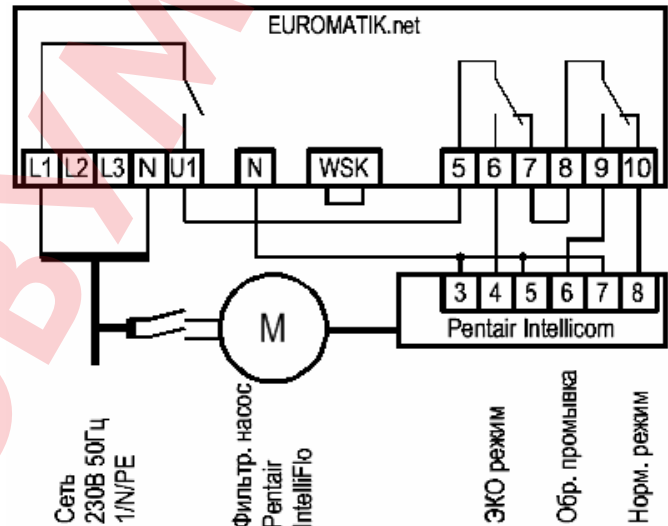 EUROMATIK.net
L1 L2 L3 N U1 N WSK 5 6 7 8 9 10
3 4 5 6 7 8
M
Pentair Intellicom
Сеть
230В 50Гц
1/N/PE
Фильтр. насос
Pentair
IntelliFlo
ЭКО режим
Обр. промывка
Норм. режим